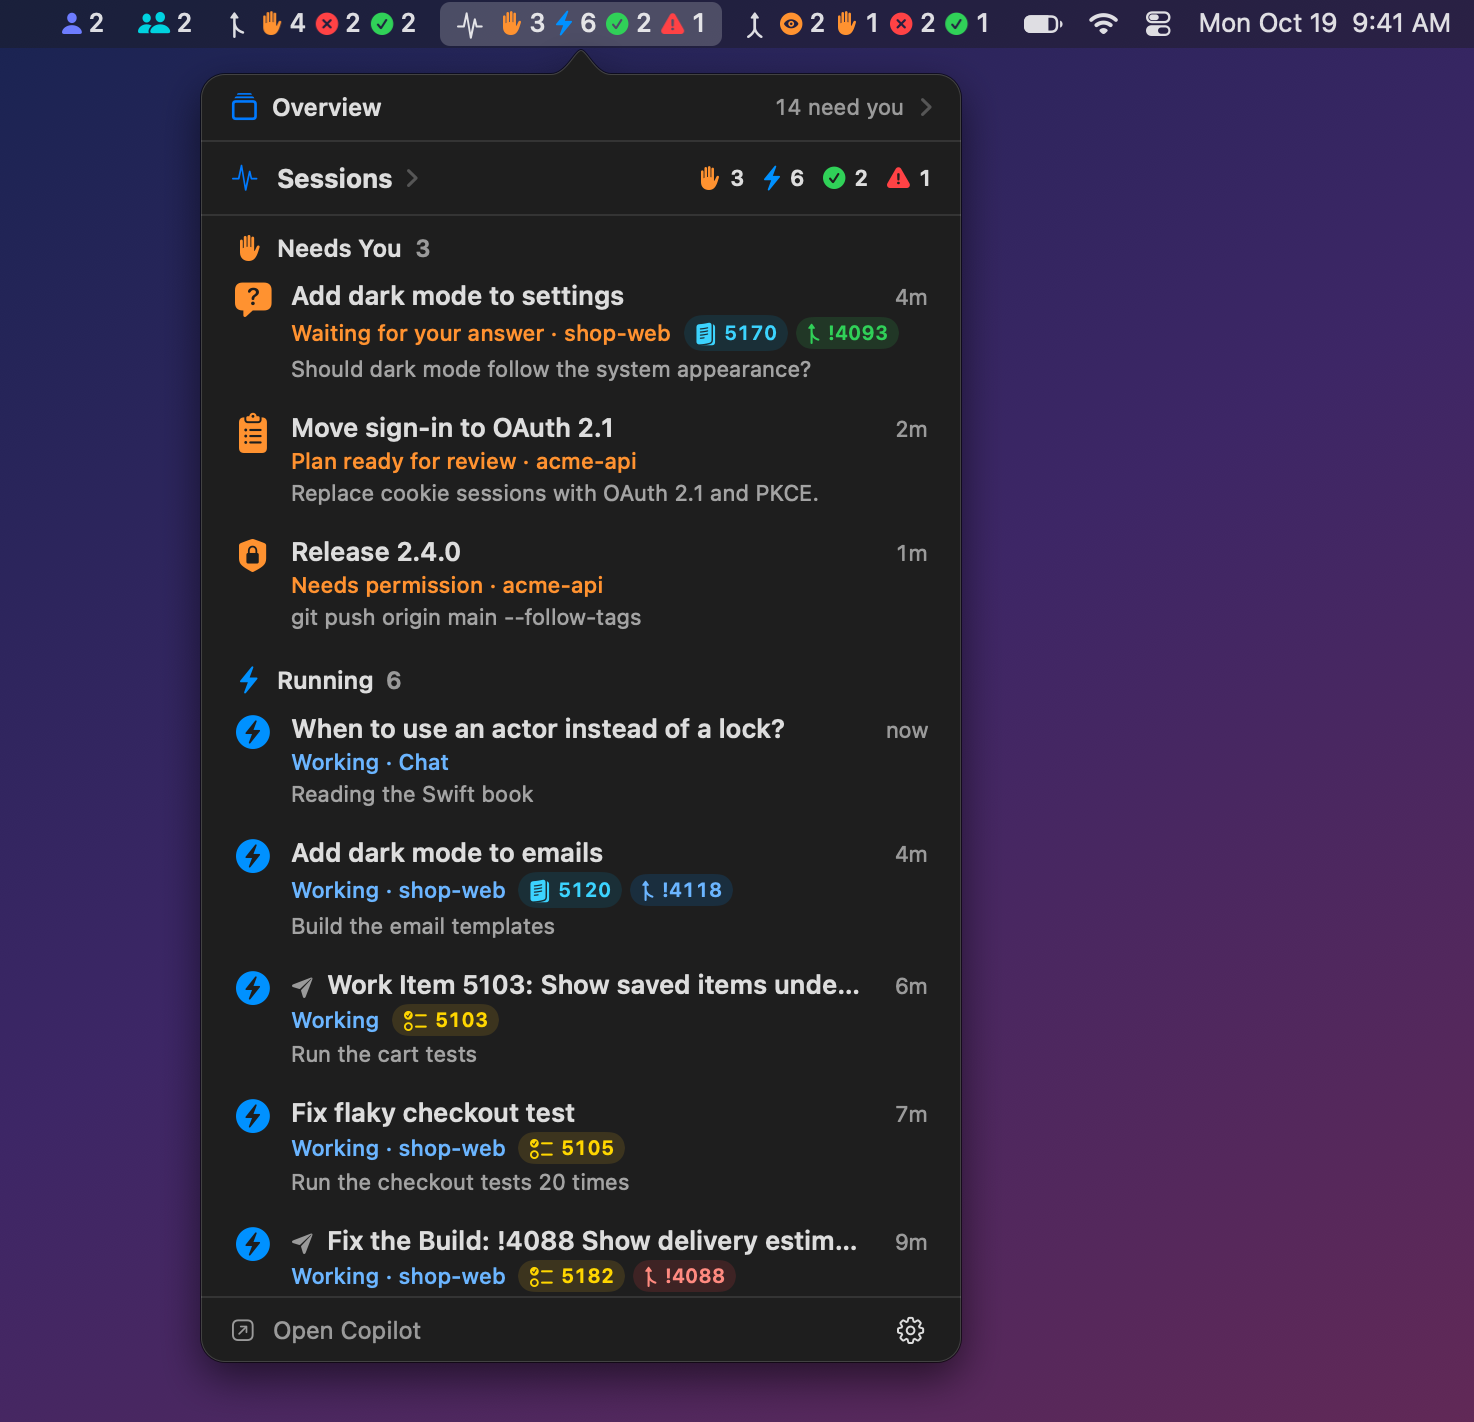 2 2 4 2 2 3 6 2 1 2 1 2 1 Mon Oct 19 9:41 AM
Overview 14 need you
Sessions 3 6 2 1
Needs You 3
Add dark mode to settings 4m
Waiting for your answer · shop-web 5170 !4093
Should dark mode follow the system appearance?
Move sign-in to OAuth 2.1 2m
Plan ready for review · acme-api
Replace cookie sessions with OAuth 2.1 and PKCE.
Release 2.4.0 1m
Needs permission · acme-api
git push origin main --follow-tags
Running 6
When to use an actor instead of a lock? now
Working · Chat
Reading the Swift book
Add dark mode to emails 4m
Working · shop-web 5120 !4118
Build the email templates
Work Item 5103: Show saved items unde... 6m
Working 5103
Run the cart tests
Fix flaky checkout test 7m
Working · shop-web 5105
Run the checkout tests 20 times
Fix the Build: !4088 Show delivery estim... 9m
Working · shop-web 5182 !4088
Open Copilot